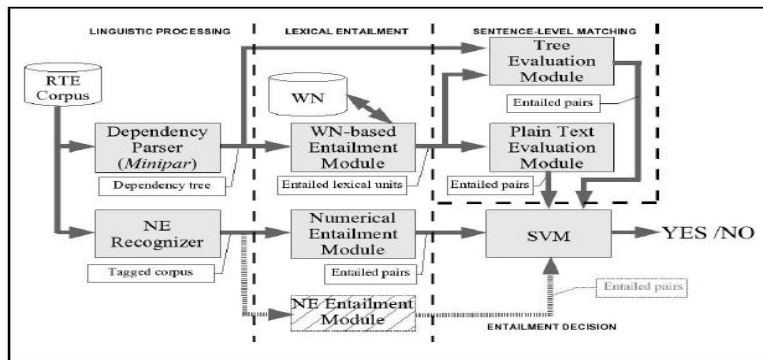 LINGUISTIC PROCESSING
LEXICAL ENTAILMENT
SENTENCE-LEVEL MATCHING
RTE
Corpus
WN
Tree
Evaluation
Module
Entailed pairs
Dependency
Parser
(Minipar)
WN-based
Entailment
Module
Plain Text
Evaluation
Module
Dependency tree
Entailed lexical units
Entailed pairs
NE
Recognizer
Numerical
Entailment
Module
SVM
YES /NO
Tagged corpus
Entailed pairs
Entailed pairs
NE Entailment
Module
ENTAILMENT DECISION